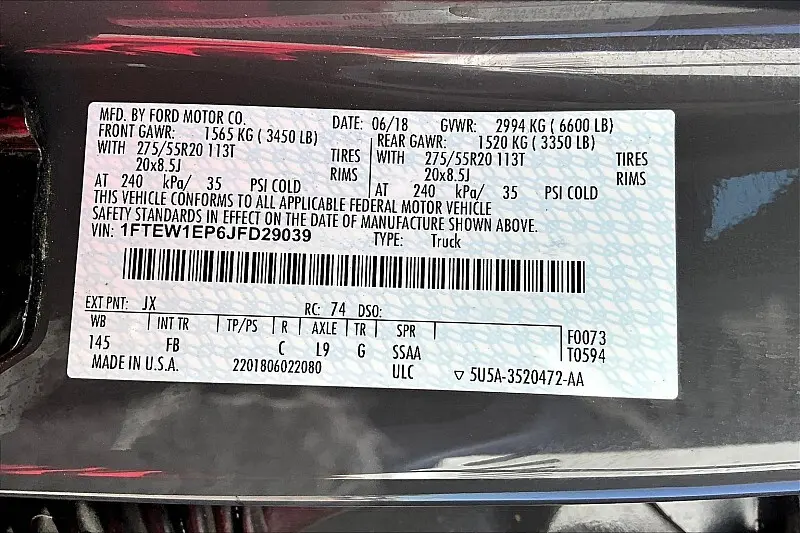 MFD. BY FORD MOTOR CO. DATE: 06/18 GVWR: 2994 KG ( 6600 LB)
FRONT GAWR: 1565 KG ( 3450 LB) REAR GAWR: 1520 KG ( 3350 LB)
WITH 275/55R20 113T TIRES WITH 275/55R20 113T TIRES
20x8.5J RIMS 20x8.5J RIMS
AT 240 kPa/ 35 PSI COLD AT 240 kPa/ 35 PSI COLD
THIS VEHICLE CONFORMS TO ALL APPLICABLE FEDERAL MOTOR VEHICLE
SAFETY STANDARDS IN EFFECT ON THE DATE OF MANUFACTURE SHOWN ABOVE.
VIN: 1FTEW1EP6JFD29039 TYPE: Truck
EXT PNT: JX RC: 74 DSO:
WB INT TR TP/PS R AXLE TR SPR F0073
145 FB C L9 G SSAA T0594
MADE IN U.S.A. 2201806022080 ULC ▽ 5U5A-3520472-AA